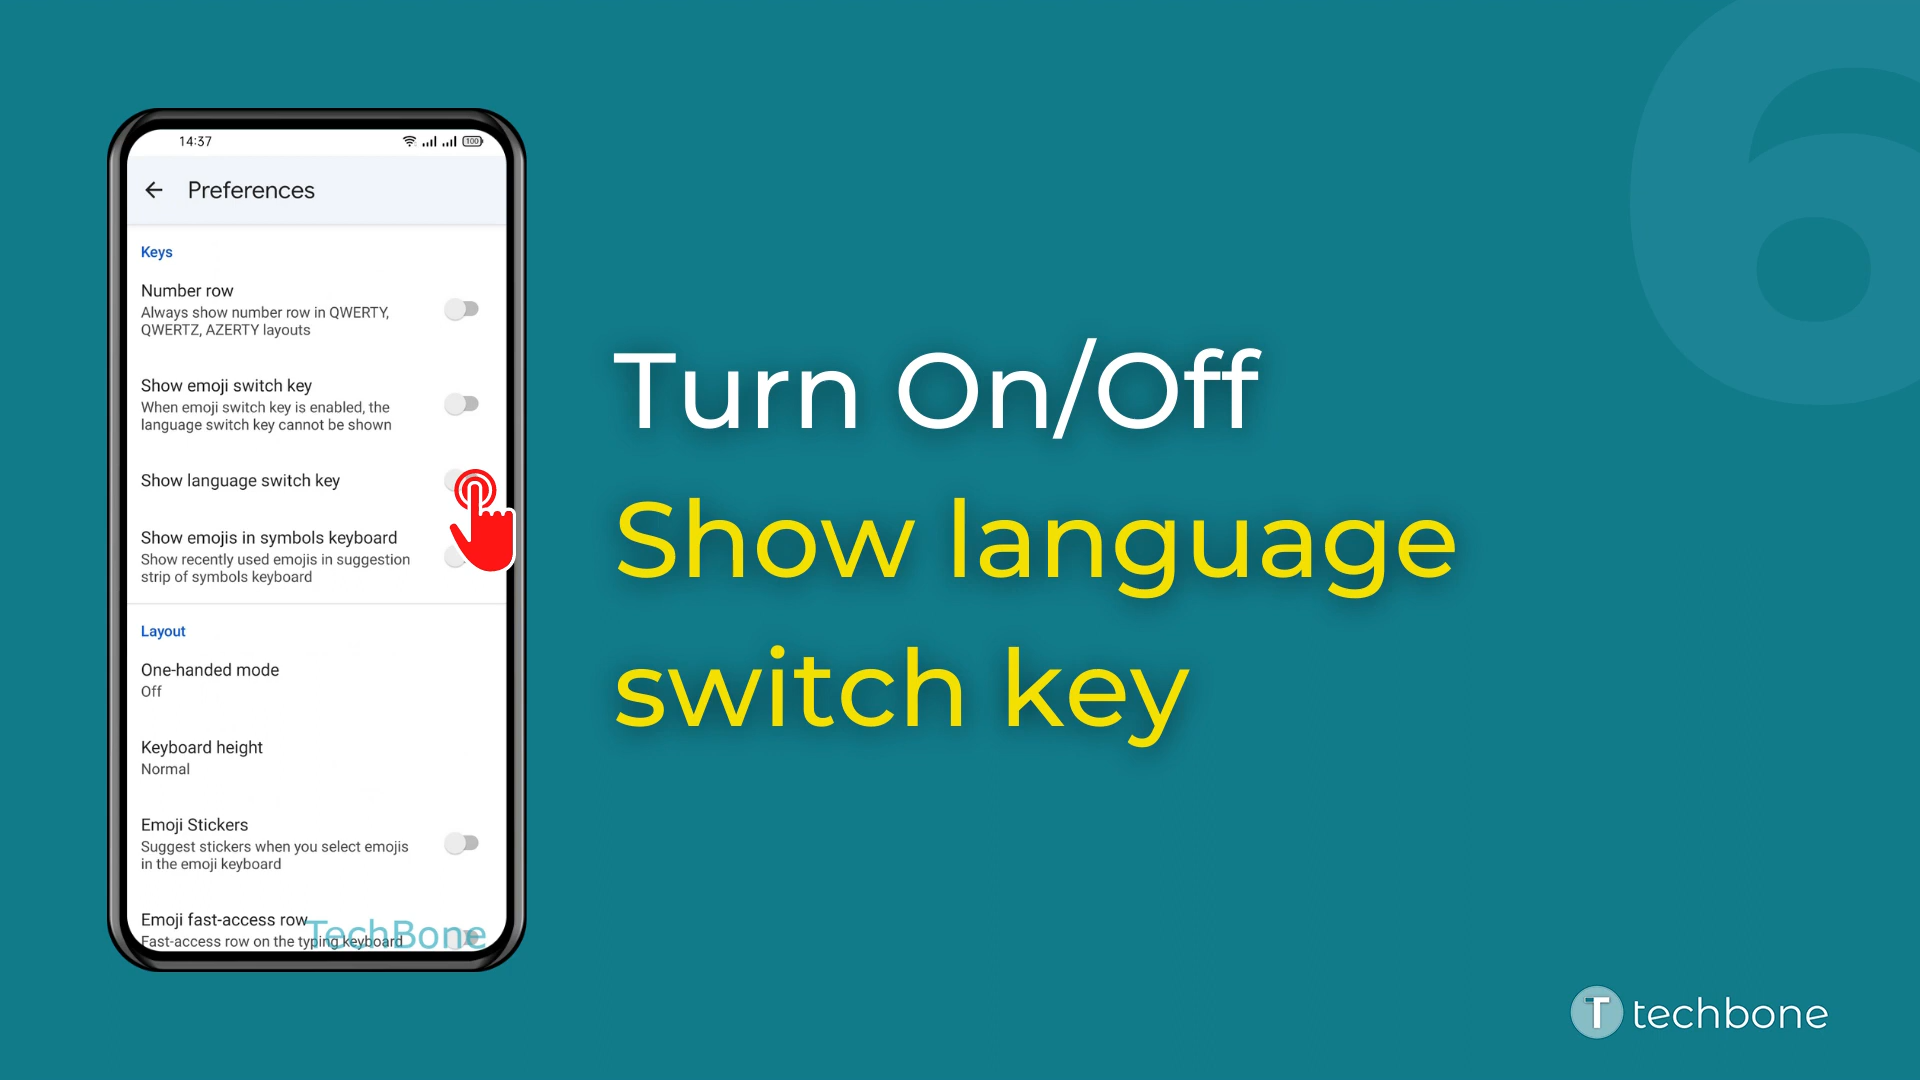 6
14:37
100
Preferences
Keys
Number row
Always show number row in QWERTY,
QWERTZ, AZERTY layouts
Show emoji switch key
When emoji switch key is enabled, the
language switch key cannot be shown
Show language switch key
Show emojis in symbols keyboard
Show recently used emojis in suggestion
strip of symbols keyboard
Layout
One-handed mode
Off
Keyboard height
Normal
Emoji Stickers
Suggest stickers when you select emojis
in the emoji keyboard
Emoji fast-access row
Fast-access row on the typing keyboard
TechBone
Turn On/Off
Show language
switch key
T techbone